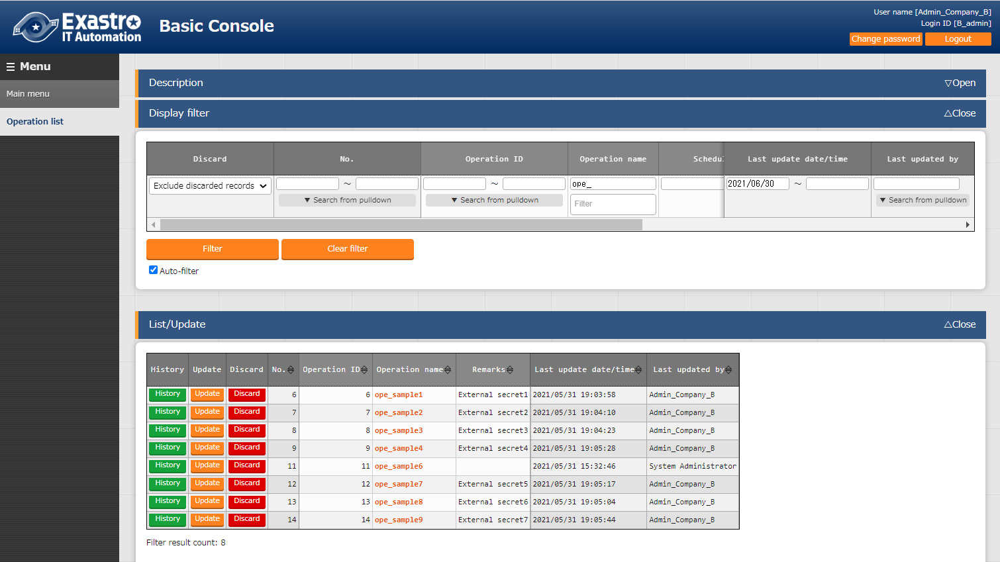 Exastro
IT Automation
Basic Console
User name [Admin_Company_B]
Login ID [B_admin]
Change password
Logout
Menu
Main menu
Operation list
Description
▽Open
Display filter
△Close
Discard No. Operation ID Operation name Schedul Last update date/time Last updated by
Exclude discarded records ~ ~ ope_ 2021/06/30 ~
▼ Search from pulldown ▼ Search from pulldown Filter ▼ Search from pulldown
Filter Clear filter
Auto-filter
List/Update
△Close
History Update Discard No. Operation ID Operation name Remarks Last update date/time Last updated by
History Update Discard 6 6 ope_sample1 External secret1 2021/05/31 19:03:58 Admin_Company_B
History Update Discard 7 7 ope_sample2 External secret2 2021/05/31 19:04:10 Admin_Company_B
History Update Discard 8 8 ope_sample3 External secret3 2021/05/31 19:04:23 Admin_Company_B
History Update Discard 9 9 ope_sample4 External secret4 2021/05/31 19:05:28 Admin_Company_B
History Update Discard 11 11 ope_sample6 2021/05/31 15:32:46 System Administrator
History Update Discard 12 12 ope_sample7 External secret5 2021/05/31 19:05:17 Admin_Company_B
History Update Discard 13 13 ope_sample8 External secret6 2021/05/31 19:05:04 Admin_Company_B
History Update Discard 14 14 ope_sample9 External secret7 2021/05/31 19:05:44 Admin_Company_B
Filter result count: 8